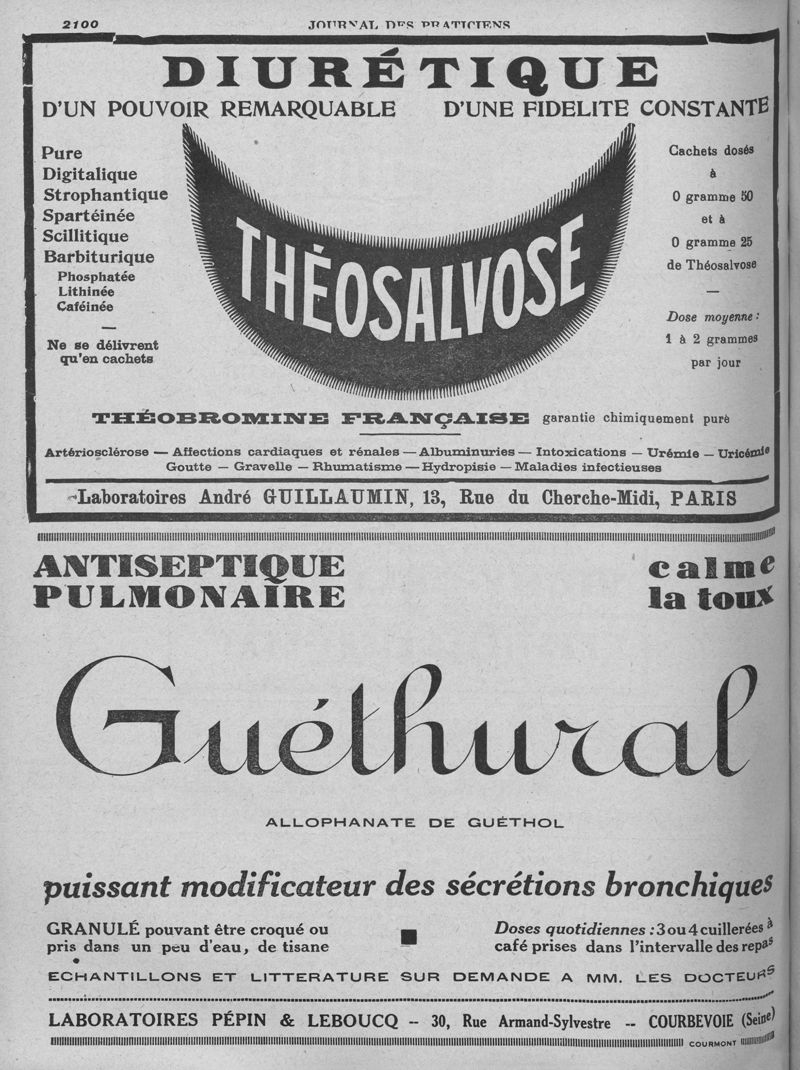 2100
JOURNAL DES PRATICIENS
DIURÉTIQUE
D'UN POUVOIR REMARQUABLE D'UNE FIDELITE CONSTANTE
Pure
Digitalique
Strophantique
Spartéinée
Scillitique
Barbiturique
Phosphatée
Lithinée
Caféinée
—
Ne se délivrent
qu'en cachets
THÉOSALVOSE
Cachets dosés
à
0 gramme 50
et à
0 gramme 25
de Théosalvose
—
Dose moyenne :
1 à 2 grammes
par jour
THÉOBROMINE FRANÇAISE garantie chimiquement pure
Artériosclérose — Affections cardiaques et rénales — Albuminuries — Intoxications — Urémie — Uricémie
Goutte — Gravelle — Rhumatisme — Hydropisie — Maladies infectieuses
Laboratoires André GUILLAUMIN, 13, Rue du Cherche-Midi, PARIS
ANTISEPTIQUE
PULMONAIRE
calme
la toux
Guéthural
ALLOPHANATE DE GUÉTHOL
puissant modificateur des sécrétions bronchiques
GRANULÉ pouvant être croqué ou
pris dans un peu d'eau, de tisane
Doses quotidiennes : 3 ou 4 cuillerées à
café prises dans l'intervalle des repas
ECHANTILLONS ET LITTERATURE SUR DEMANDE A MM. LES DOCTEURS
LABORATOIRES PÉPIN & LEBOUCQ -- 30, Rue Armand-Sylvestre -- COURBEVOIE (Seine)
COURMONT